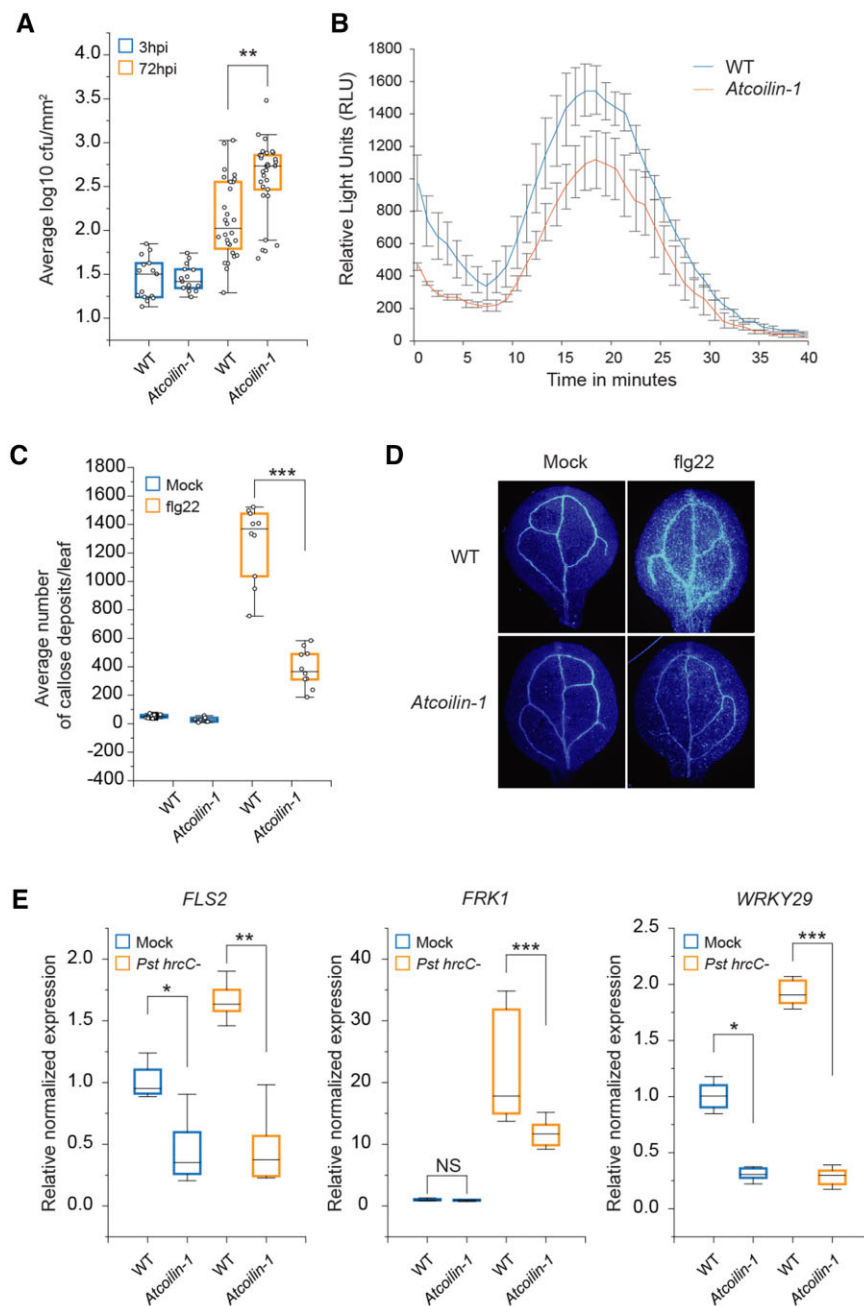 A
3hpi
72hpi
**
Average log10 cfu/mm²
4.0
3.5
3.0
2.5
2.0
1.5
1.0
WT
Atcoilin-1
WT
Atcoilin-1
B
WT
Atcoilin-1
Relative Light Units (RLU)
1800
1600
1400
1200
1000
800
600
400
200
0
0 5 10 15 20 25 30 35 40
Time in minutes
C
Mock
flg22
***
Average number
of callose deposits/leaf
1800
1600
1400
1200
1000
800
600
400
200
0
-200
-400
WT
Atcoilin-1
WT
Atcoilin-1
D
Mock flg22
WT
Atcoilin-1
E
FLS2
Mock
Pst hrcC-
*
**
Relative normalized expression
2.0
1.5
1.0
0.5
0.0
WT
Atcoilin-1
WT
Atcoilin-1
FRK1
Mock
Pst hrcC-
NS
***
Relative normalized expression
40
30
20
10
0
WT
Atcoilin-1
WT
Atcoilin-1
WRKY29
Mock
Pst hrcC-
*
***
Relative normalized expression
2.5
2.0
1.5
1.0
0.5
0.0
WT
Atcoilin-1
WT
Atcoilin-1